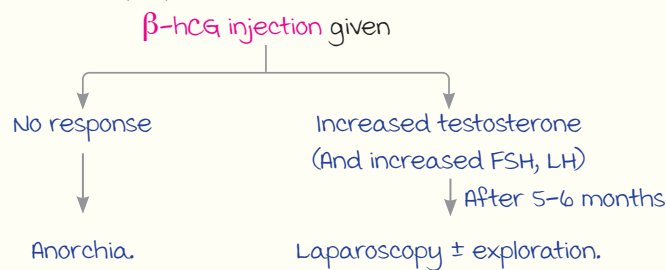 β-hCG injection given
No response
Increased testosterone
(And increased FSH, LH)
After 5-6 months
Anorchia.
Laparoscopy ± exploration.